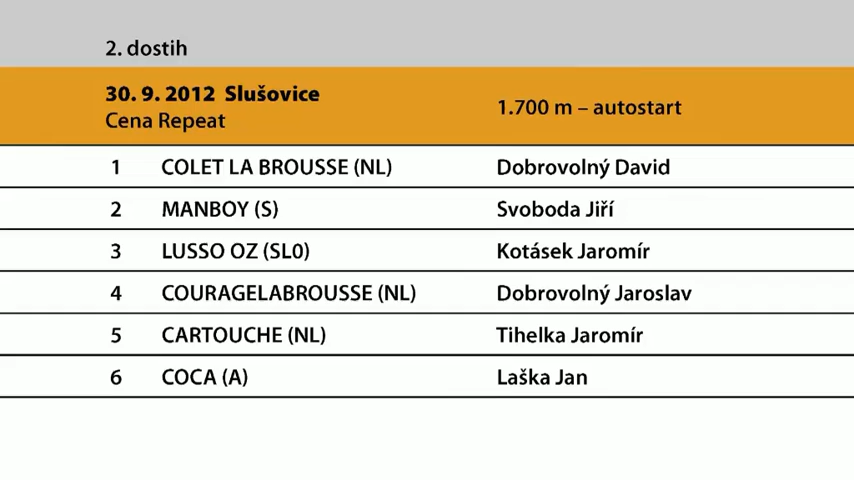 2. dostih
30. 9. 2012 Slušovice
Cena Repeat
1.700 m – autostart
1 COLET LA BROUSSE (NL) Dobrovolný David
2 MANBOY (S) Svoboda Jiří
3 LUSSO OZ (SL0) Kotásek Jaromír
4 COURAGELABROUSSE (NL) Dobrovolný Jaroslav
5 CARTOUCHE (NL) Tihelka Jaromír
6 COCA (A) Laška Jan